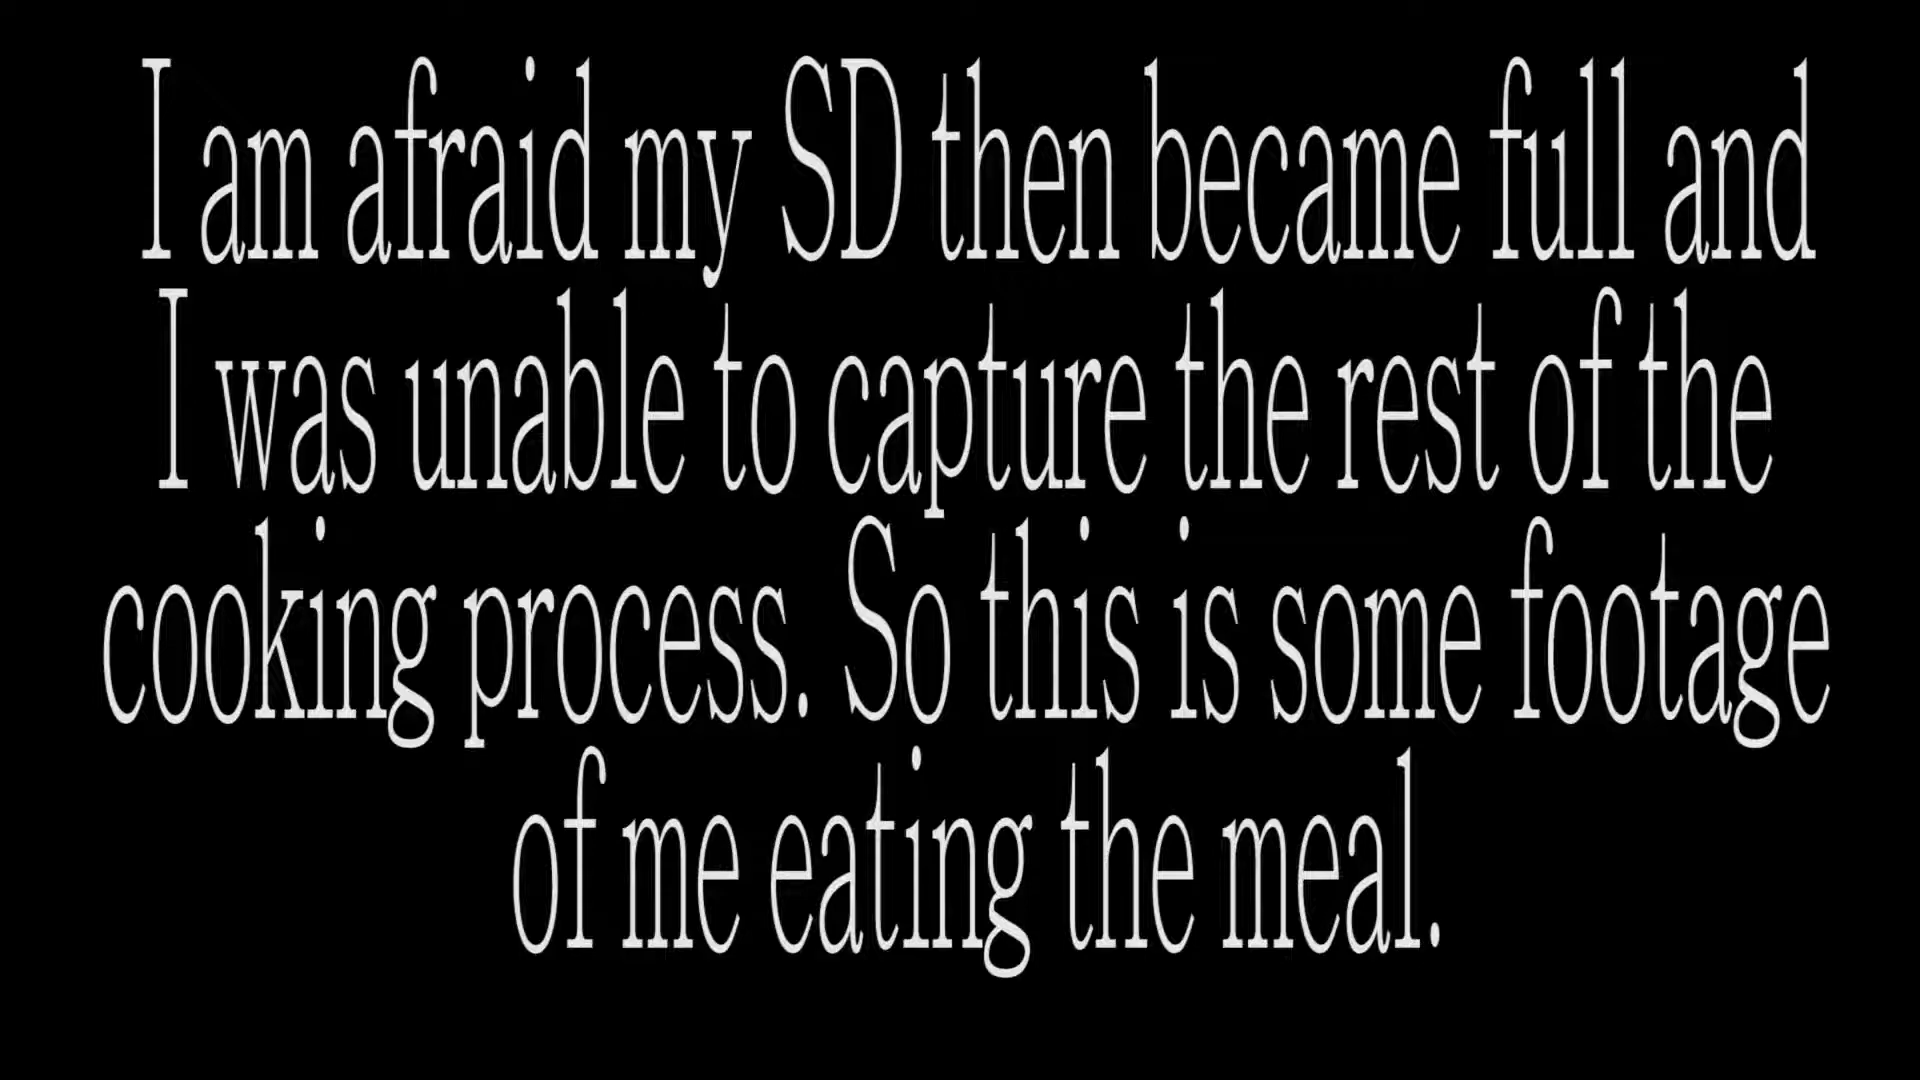 I am afraid my SD then became full and
I was unable to capture the rest of the
cooking process. So this is some footage
of me eating the meal.